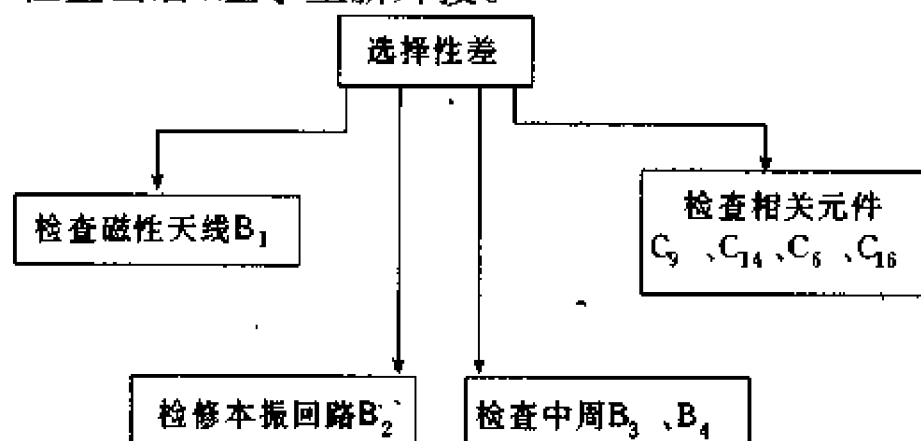 选择性差
检查磁性天线B₁
检查相关元件
C₉、C₁₄、C₆、C₁₆
检修本振回路B₂
检查中周B₃、B₄